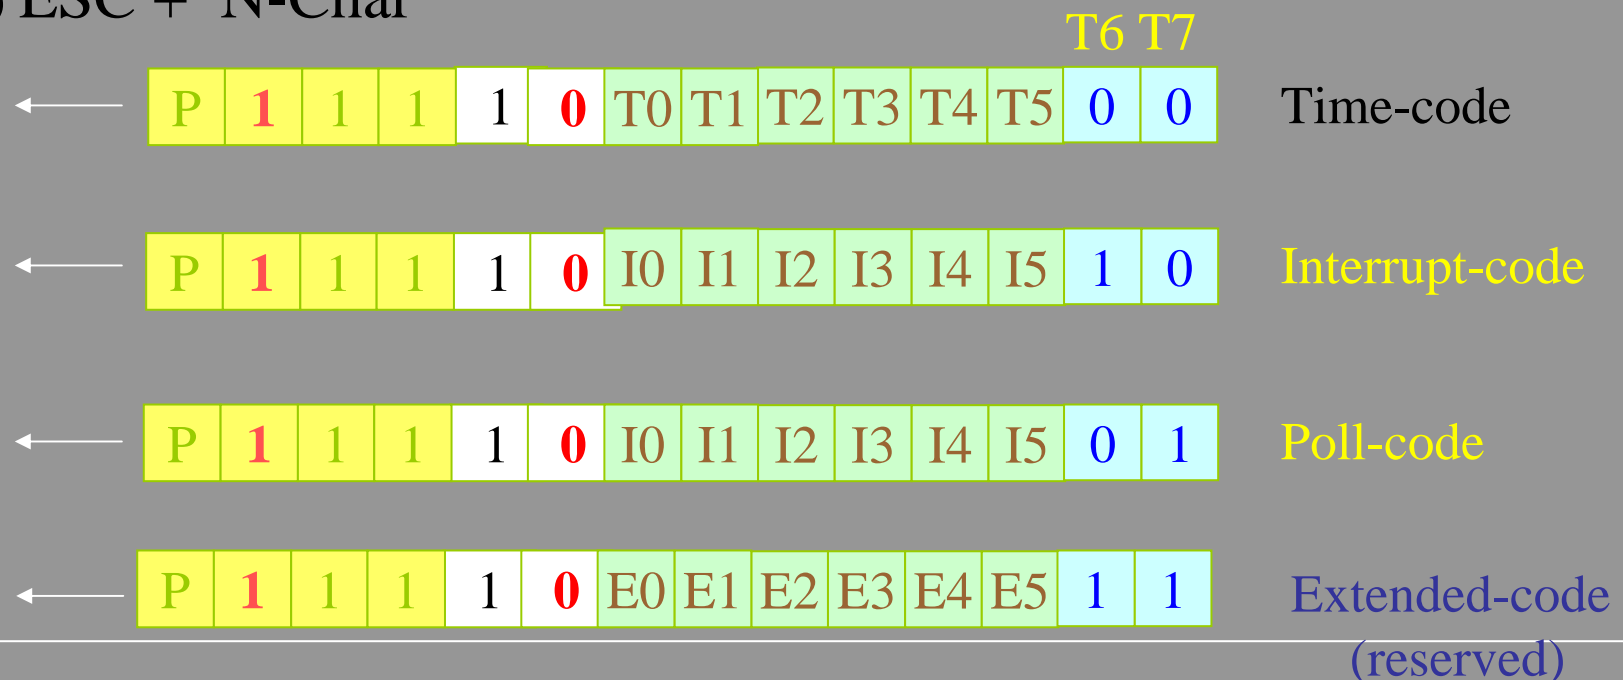 ) ESC + N-Char
T6 T7
P 1 1 1 1 0 T0 T1 T2 T3 T4 T5 0 0 Time-code
P 1 1 1 1 0 I0 I1 I2 I3 I4 I5 1 0 Interrupt-code
P 1 1 1 1 0 I0 I1 I2 I3 I4 I5 0 1 Poll-code
P 1 1 1 1 0 E0 E1 E2 E3 E4 E5 1 1 Extended-code
(reserved)